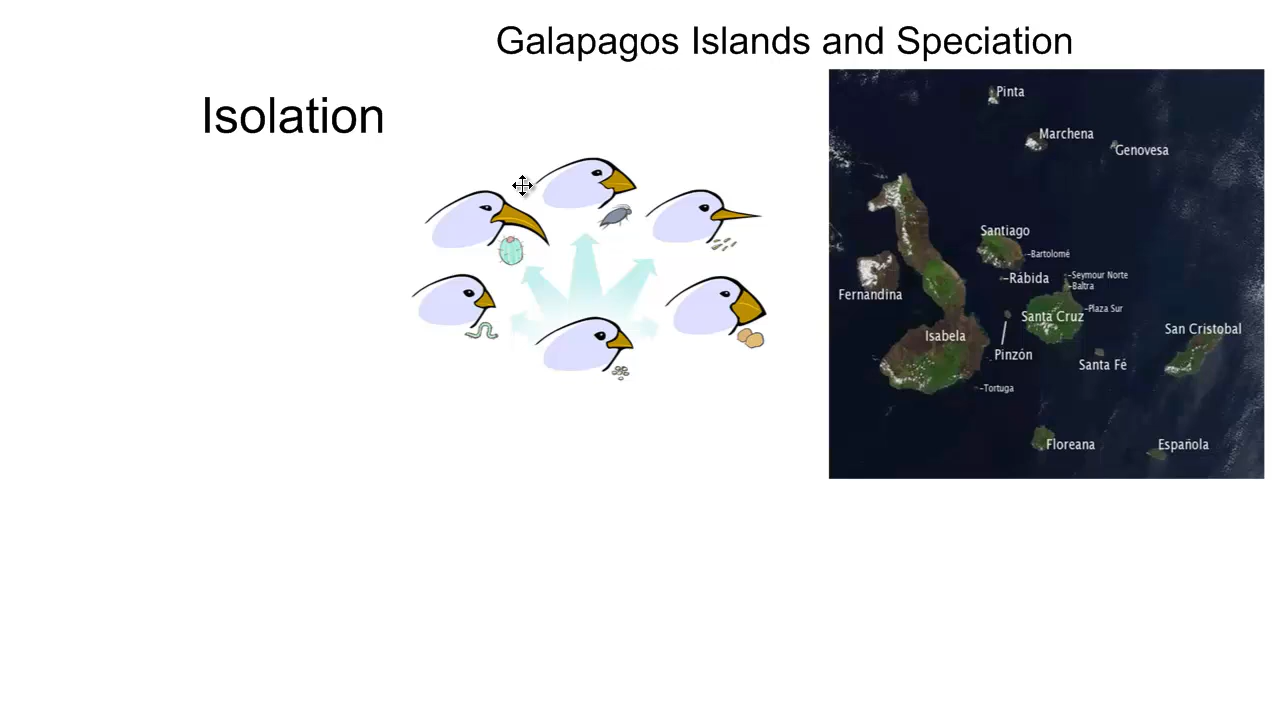 Galapagos Islands and Speciation
Isolation
Pinta
Marchena
Genovesa
Santiago
-Bartolomé
-Rábida
-Seymour Norte
-Baltra
Fernandina
-Plaza Sur
Santa Cruz
San Cristobal
Isabela
Pinzón
Santa Fé
-Tortuga
Floreana
Española